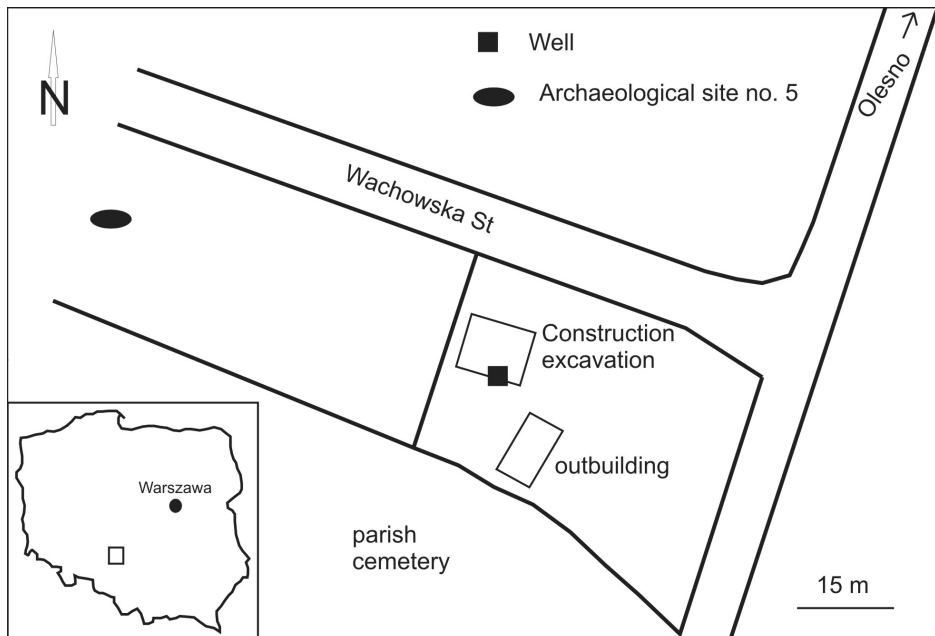 Well
Archaeological site no. 5
N
Olesno
Wachowska St
Construction
excavation
outbuilding
Warszawa
parish
cemetery
15 m